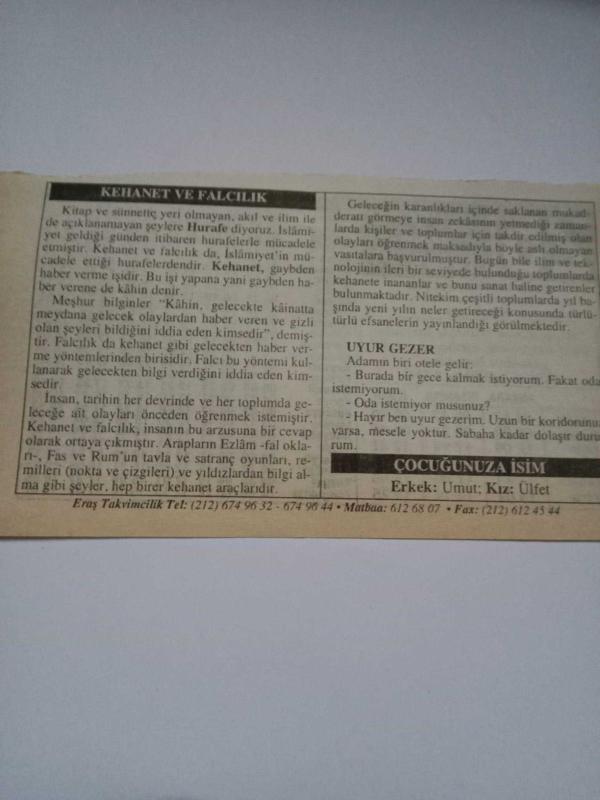 KEHANET VE FALCILIK
Kitap ve sünnetiç yeri olmayan, akıl ve ilim ile
de açıklanamayan şeylere Hurafe diyoruz. İslâmi-
yet geldiği günden itibaren hurafelerle mücadele
etmiştir. Kehanet ve falcılık da, İslâmiyet'in mü-
cadele ettiği hurafelerdendir. Kehanet, gaybden
haber verme işidir. Bu işi yapana yani gaybden ha-
ber verene de kâhin denir.
Meşhur bilginler "Kâhin, gelecekte kâinatta
meydana gelecek olaylardan haber veren ve gizli
olan şeyleri bildiğini iddia eden kimsedir", demiş-
tir. Falcılık da kehanet gibi gelecekten haber ver-
me yöntemlerinden birisidir. Falcı bu yöntemi kul-
lanarak gelecekten bilgi verdiğini iddia eden kim-
sedir.
İnsan, tarihin her devrinde ve her toplumda ge-
leceğe ait olayları önceden öğrenmek istemiştir.
Kehanet ve falcılık, insanın bu arzusuna bir cevap
olarak ortaya çıkmıştır. Arapların Ezlâm -fal okla-
rı-, Fas ve Rum'un tavla ve satranç oyunları, re-
milleri (nokta ve çizgileri) ve yıldızlardan bilgi al-
ma gibi şeyler, hep birer kehanet araçlarıdır.
Geleceğin karanlıkları içinde saklanan mukad-
deratı görmeye insan zekâsının yetmediği zaman-
larda kişiler ve toplumlar için takdir edilmiş olan
olayları öğrenmek maksadıyla böyle aslı olmayan
vasıtalara başvurulmuştur. Bugün bile ilim ve tek-
nolojinin ileri bir seviyede bulunduğu toplumlarda
kehanete inananlar ve bunu sanat haline getirenler
bulunmaktadır. Nitekim çeşitli toplumlarda yıl ba-
şında yeni yılın neler getireceği konusunda türlü-
türlü efsanelerin yayınlandığı görülmektedir.
UYUR GEZER
Adamın biri otele gelir:
- Burada bir gece kalmak istiyorum. Fakat oda
istemiyorum.
- Oda istemiyor musunuz?
- Hayır ben uyur gezerim. Uzun bir koridorunuz
varsa, mesele yoktur. Sabaha kadar dolaşır duru-
rum.
ÇOCUĞUNUZA İSİM
Erkek: Umut; Kız: Ülfet
Eraş Takvimcilik Tel: (212) 674 96 32 - 674 96 44 • Matbaa: 612 68 07 • Fax: (212) 612 45 44